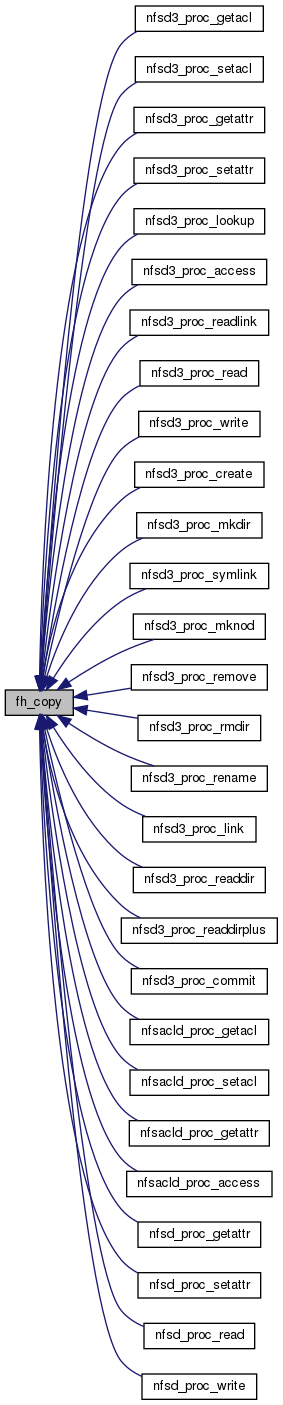 nfsd3_proc_getacl
nfsd3_proc_setacl
nfsd3_proc_getattr
nfsd3_proc_setattr
nfsd3_proc_lookup
nfsd3_proc_access
nfsd3_proc_readlink
nfsd3_proc_read
nfsd3_proc_write
nfsd3_proc_create
nfsd3_proc_mkdir
nfsd3_proc_symlink
nfsd3_proc_mknod
nfsd3_proc_remove
fh_copy
nfsd3_proc_rmdir
nfsd3_proc_rename
nfsd3_proc_link
nfsd3_proc_readdir
nfsd3_proc_readdirplus
nfsd3_proc_commit
nfsacld_proc_getacl
nfsacld_proc_setacl
nfsacld_proc_getattr
nfsacld_proc_access
nfsd_proc_getattr
nfsd_proc_setattr
nfsd_proc_read
nfsd_proc_write